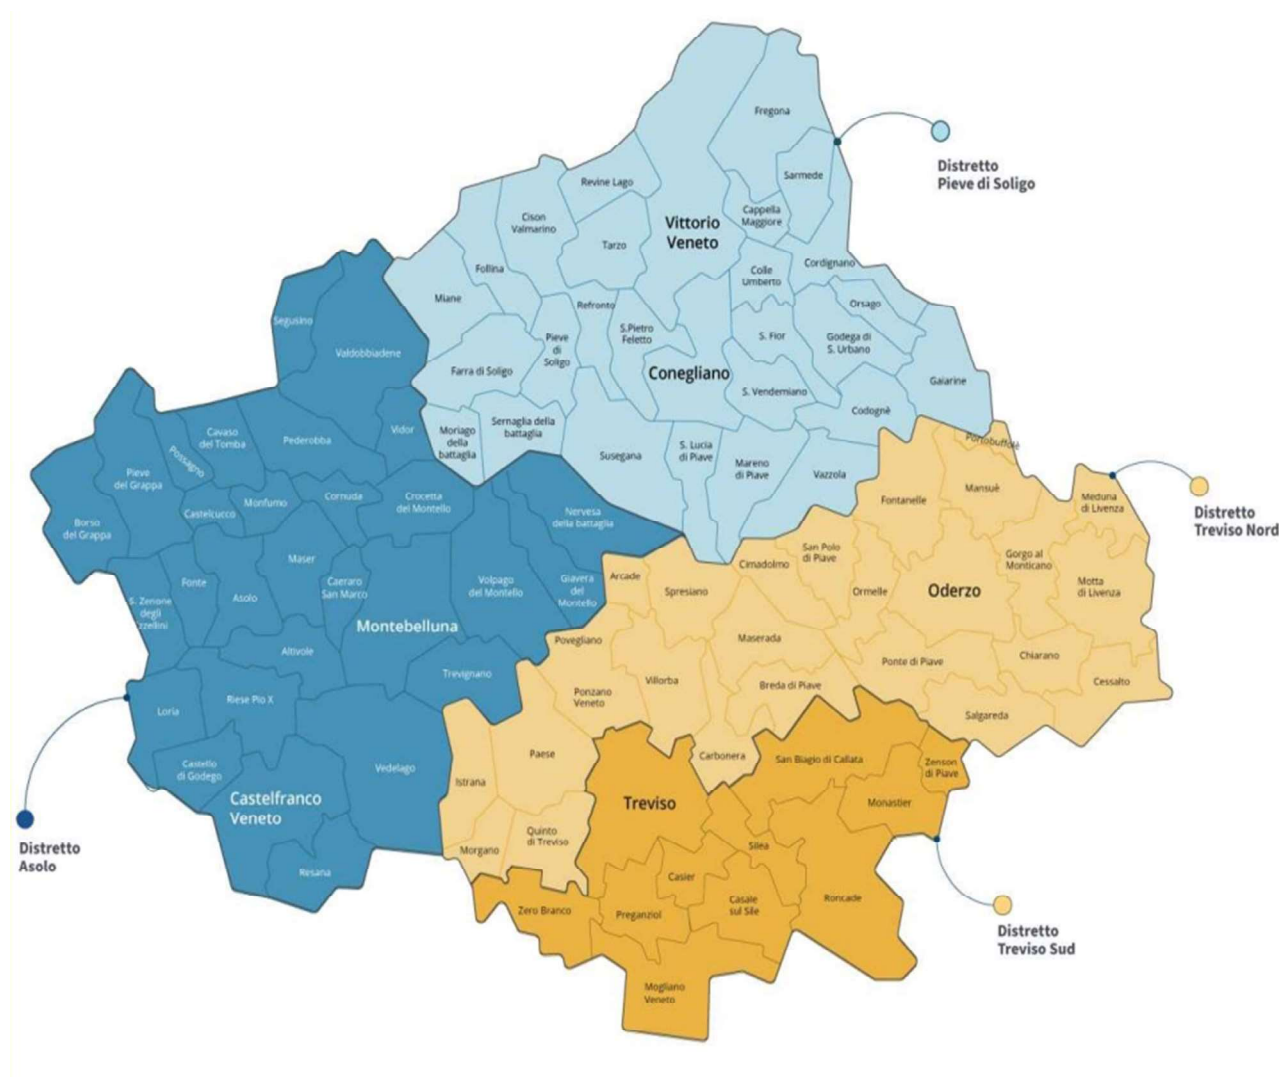 Fregona
Distretto
Pieve di Soligo
Sarmede
Revine Lago
Cison
Valmarino
Cappella
Maggiore
Vittorio
Veneto
Tarzo
Follina
Colle
Umberto
Cordignano
Miane
Refronto
Orsago
S.Pietro
Feletto
S. Fior
Godega di
S. Urbano
Pieve
di
Soligo
Segusino
Valdobbiadene
Farra di Soligo
Conegliano
Gaiarine
S. Vendemiano
Codognè
Moriago
della
battaglia
Sernaglia della
battaglia
Vidor
Cavaso
del Tomba
Pederobba
Possagno
Susegana
S. Lucia
di Piave
Mareno
di Piave
Vazzola
Portobuffolè
Pieve
del Grappa
Mansuè
Fontanelle
Meduna
di Livenza
Distretto
Treviso Nord
Monfumo
Cornuda
Crocetta
del Montello
Castelcucco
Nervesa
della battaglia
Borso
del Grappa
Maser
San Polo
di Piave
Cimadolmo
Gorgo al
Monticano
Motta
di Livenza
Fonte
Asolo
Caeraro
San Marco
Volpago
del Montello
Giavera
del
Montello
Arcade
Spresiano
Ormelle
Oderzo
S. Zenone
degli
zzellini
Montebelluna
Povegliano
Maserada
Altivole
Trevignano
Ponte di Piave
Chiarano
Cessalto
Villorba
Breda di Piave
Ponzano
Veneto
Loria
Riese Pio X
Salgareda
Paese
Carbonera
San Biagio di Callata
Zenson
di Piave
Castello
di Godego
Vedelago
Istrana
Castelfranco
Veneto
Treviso
Monastier
Distretto
Asolo
Morgano
Quinto
di Treviso
Silea
Resana
Casier
Roncade
Casale
sul Sile
Zero Branco
Preganziol
Distretto
Treviso Sud
Mogliano
Veneto